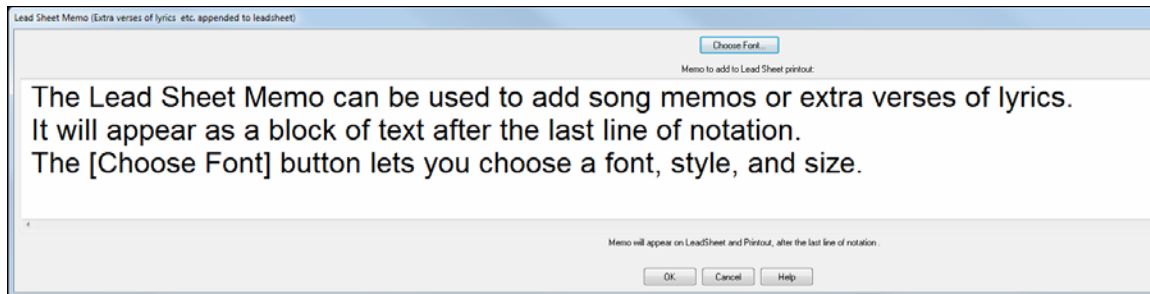 Lead Sheet Memo (Extra verses of lyrics etc. appended to leadsheet)
Choose Font...
Memo to add to Lead Sheet printout:
The Lead Sheet Memo can be used to add song memos or extra verses of lyrics.
It will appear as a block of text after the last line of notation.
The [Choose Font] button lets you choose a font, style, and size.
Memo will appear on LeadSheet and Printout, after the last line of notation .
OK Cancel Help